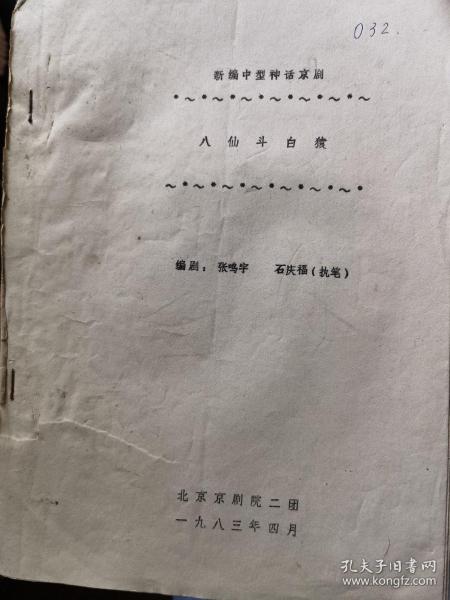 032.
新编中型神话京剧
八仙斗白猿
编剧：张鸣宇 石庆福（执笔）
北京京剧院二团
一九八三年四月
孔夫子旧书网
www.kongfz.com